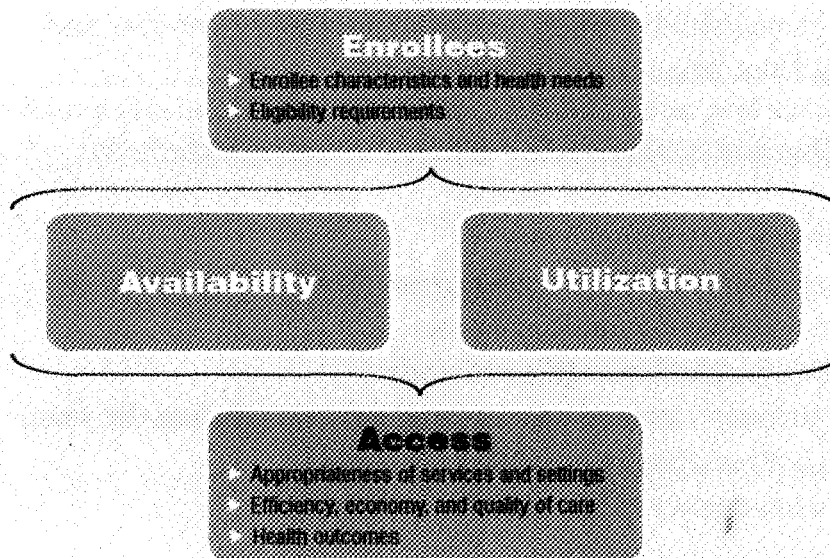 Enrollees
Enrollee characteristics and health needs
Eligibility requirements
Availability
Utilization
Access
Appropriateness of services and settings
Efficiency, economy, and quality of care
Health outcomes